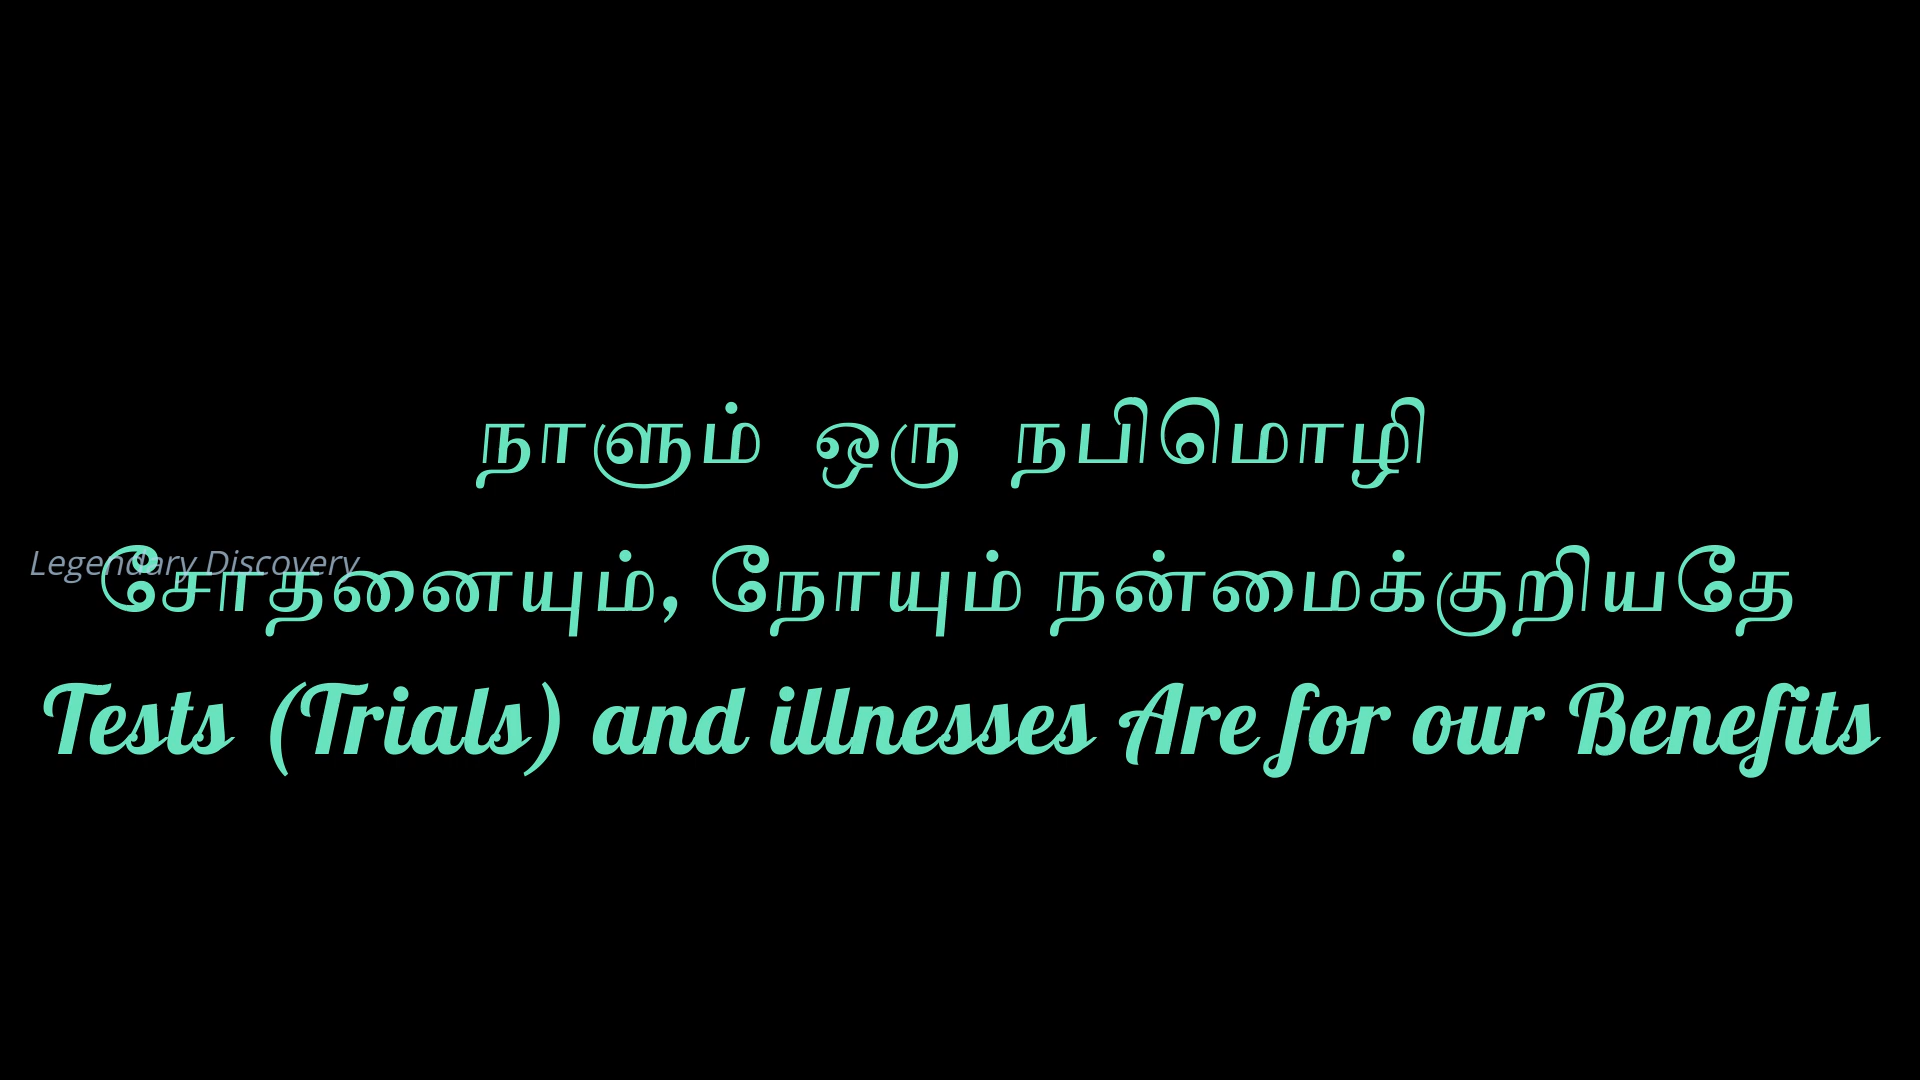 நாளும் ஒரு நபிமொழி
Legendary Discovery
சோதனையும், நோயும் நன்மைக்குறியதே
Tests (Trials) and illnesses Are for our Benefits